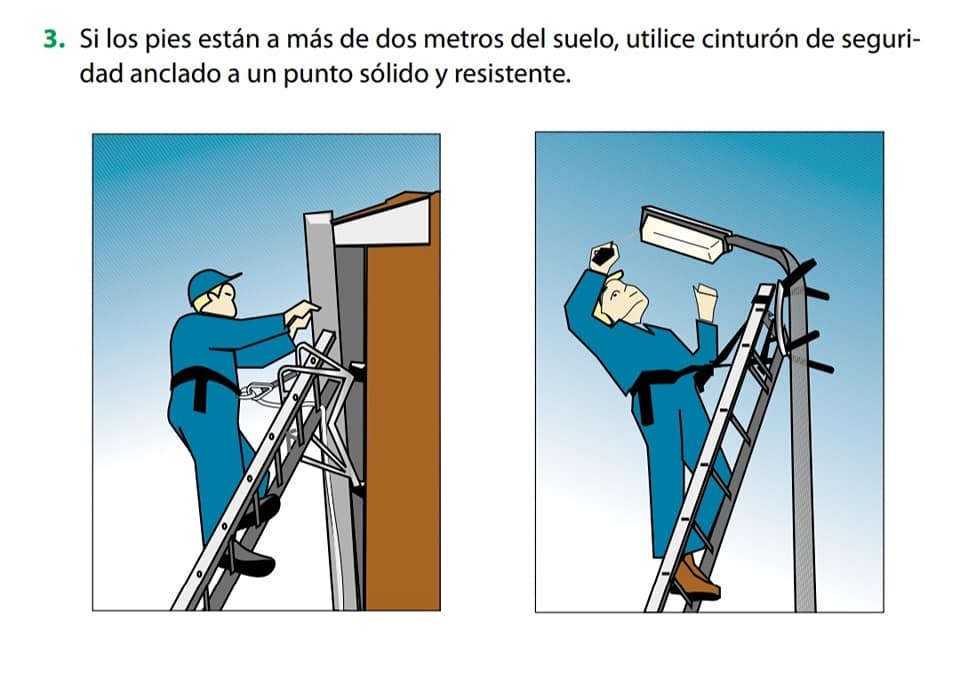 3. Si los pies están a más de dos metros del suelo, utilice cinturón de seguri-
dad anclado a un punto sólido y resistente.